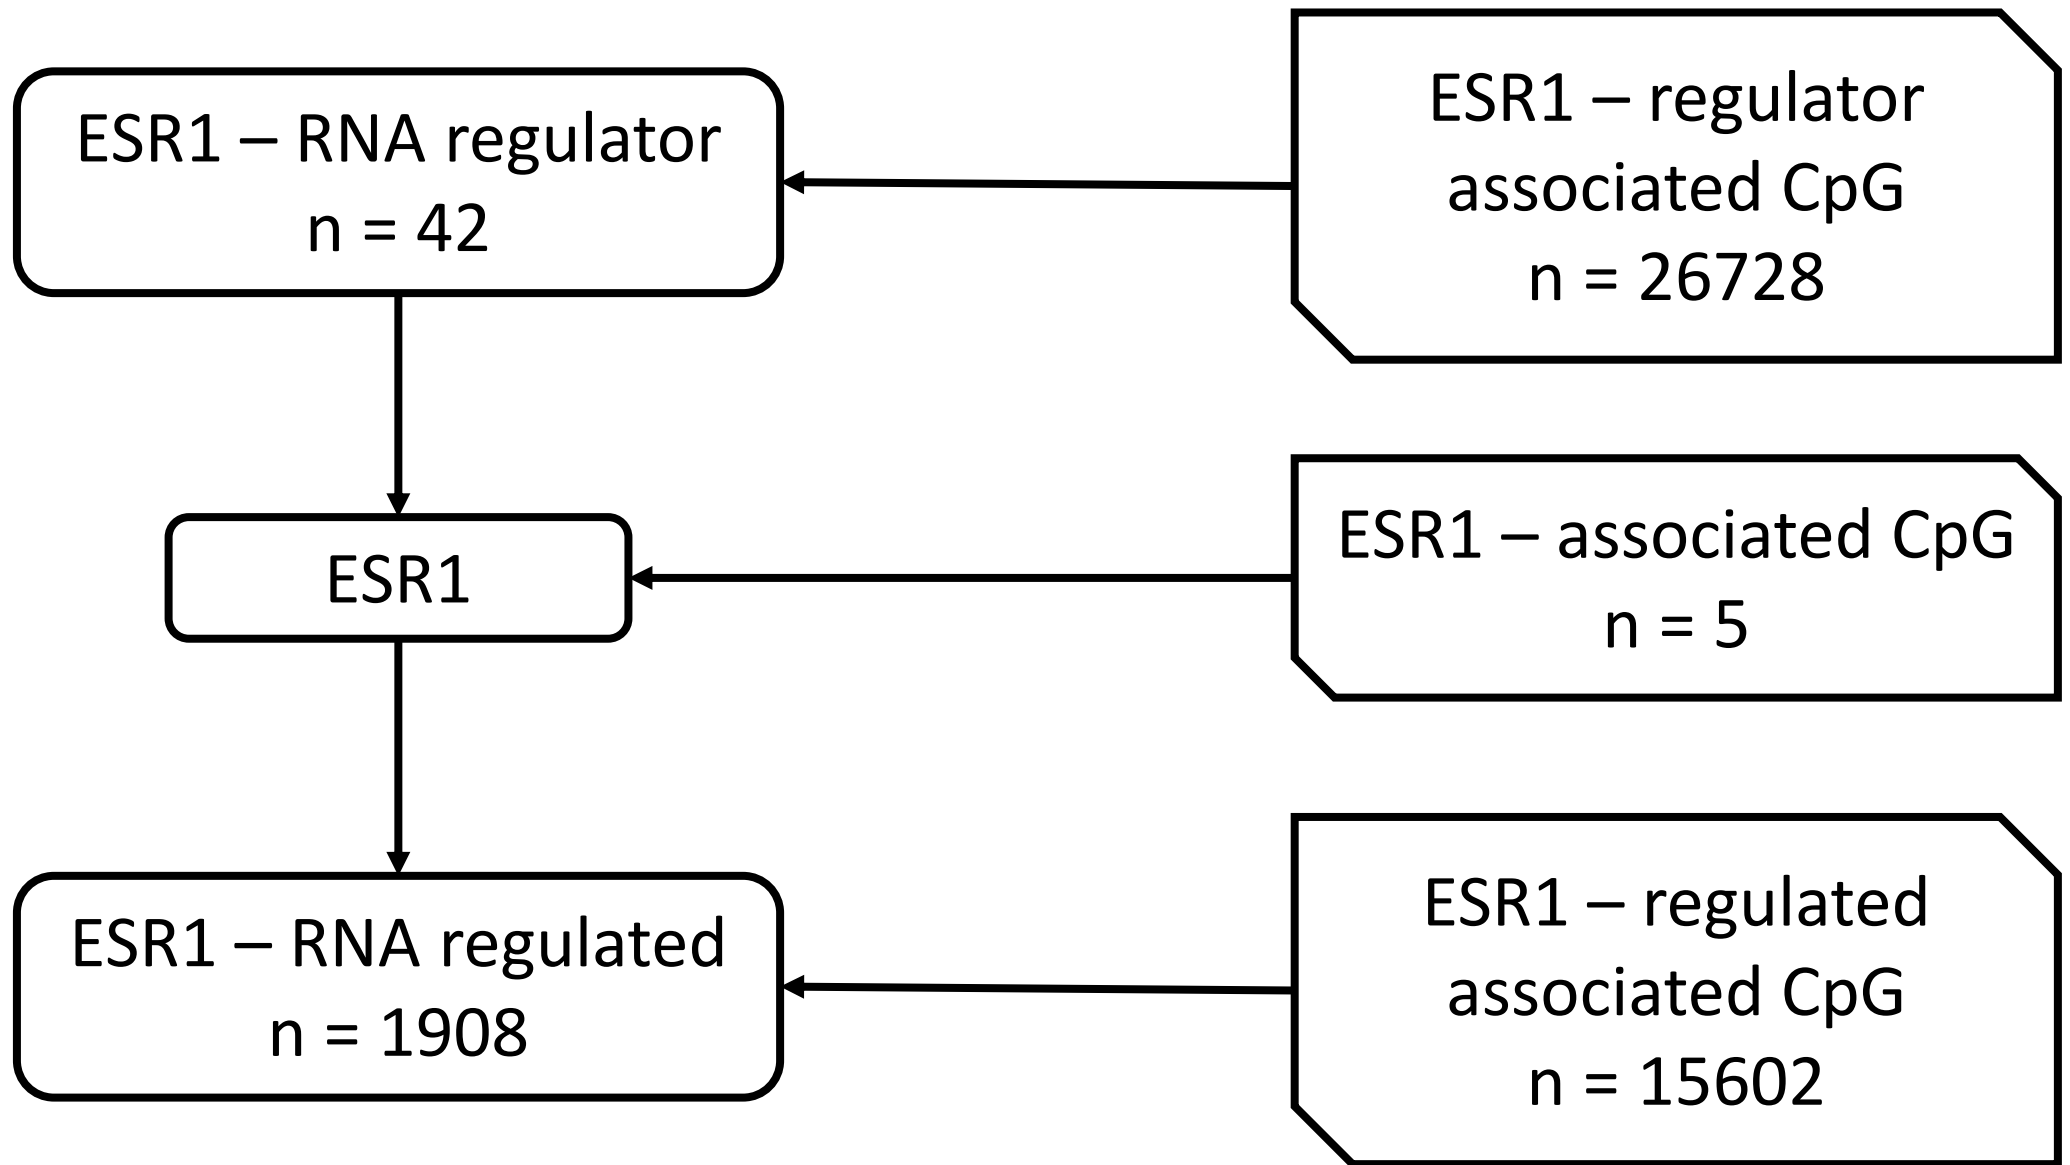 ESR1 – RNA regulator
n = 42
ESR1 – regulator
associated CpG
n = 26728
ESR1
ESR1 – associated CpG
n = 5
ESR1 – RNA regulated
n = 1908
ESR1 – regulated
associated CpG
n = 15602